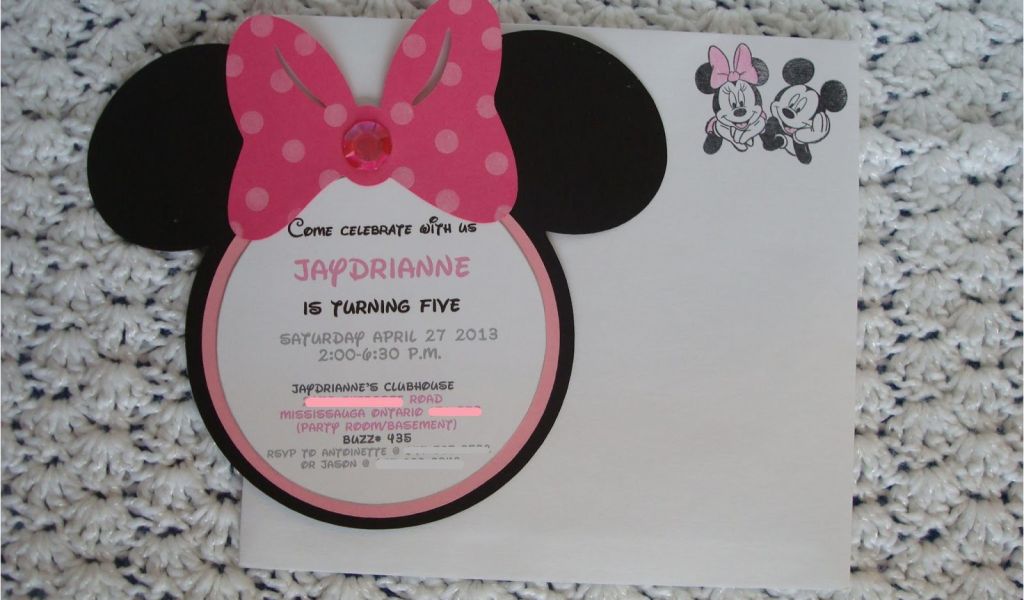 Come celebrate with us
Jaydrianne
is turning five
Saturday April 27 2013
2:00-6:30 P.M.
Jaydrianne's Clubhouse
Road
Mississauga Ontario
(Party Room/Basement)
Buzz# 435
RSVP to Antoinette @
or Jason @